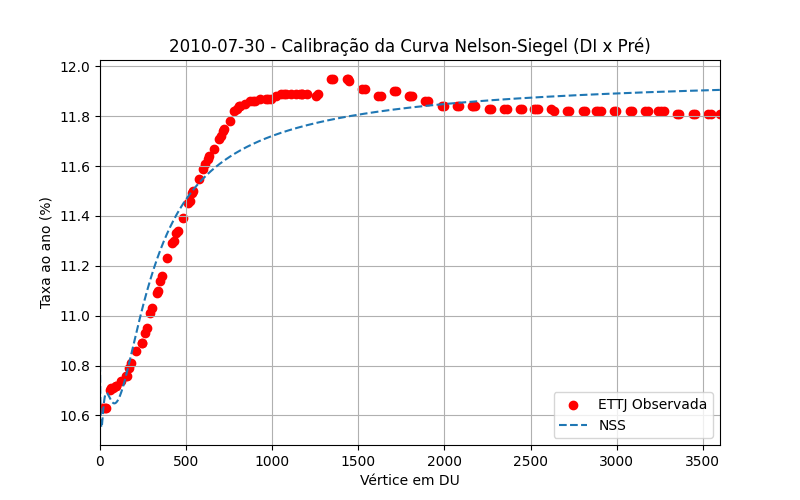 2010-07-30 - Calibração da Curva Nelson-Siegel (DI x Pré)
Taxa ao ano (%)
12.0
11.8
11.6
11.4
11.2
11.0
10.8
10.6
ETTJ Observada
NSS
0 500 1000 1500 2000 2500 3000 3500
Vértice em DU